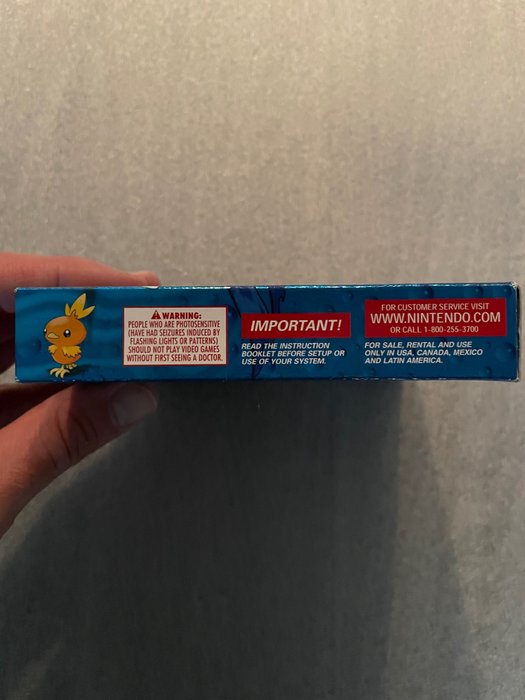 WARNING:
PEOPLE WHO ARE PHOTOSENSITIVE
(HAVE HAD SEIZURES INDUCED BY
FLASHING LIGHTS OR PATTERNS)
SHOULD NOT PLAY VIDEO GAMES
WITHOUT FIRST SEEING A DOCTOR.
IMPORTANT!
READ THE INSTRUCTION
BOOKLET BEFORE SETUP OR
USE OF YOUR SYSTEM.
FOR CUSTOMER SERVICE VISIT
WWW.NINTENDO.COM
OR CALL 1-800-255-3700
FOR SALE, RENTAL AND USE
ONLY IN USA, CANADA, MEXICO
AND LATIN AMERICA.